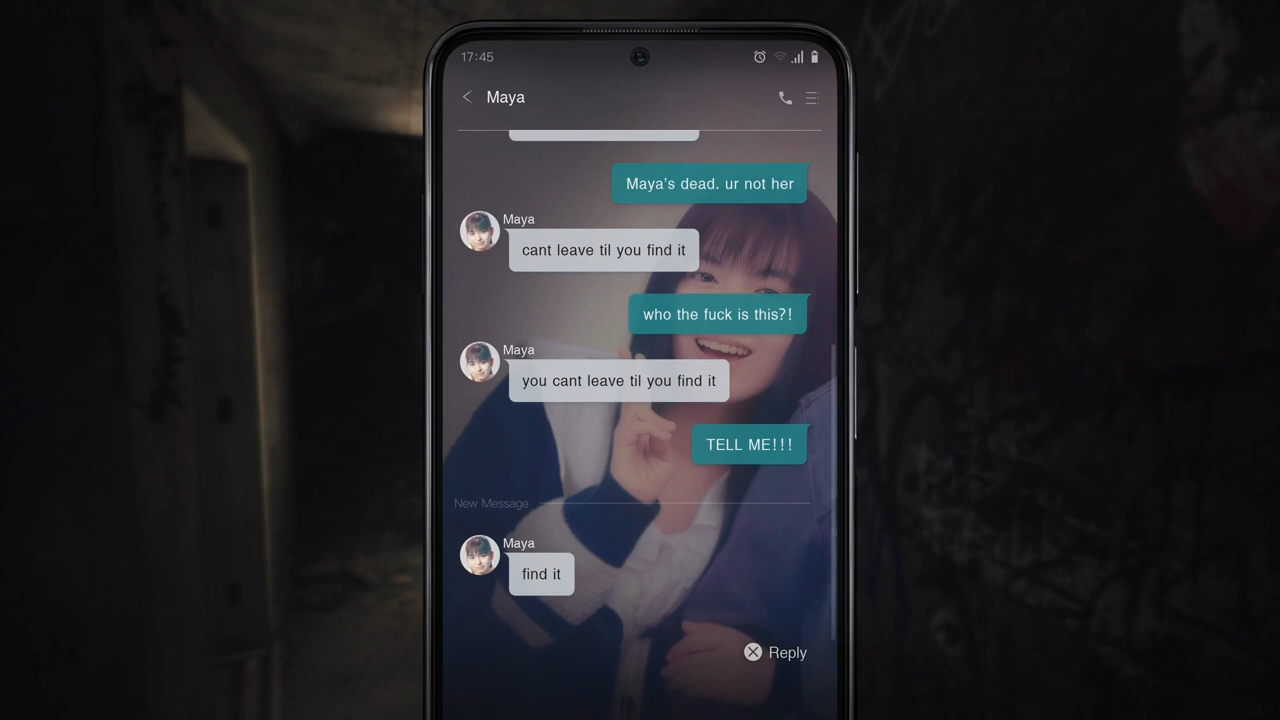 17:45
Maya
Maya's dead. ur not her
Maya
cant leave til you find it
who the fuck is this?!
Maya
you cant leave til you find it
TELL ME!!!
New Message
Maya
find it
Reply